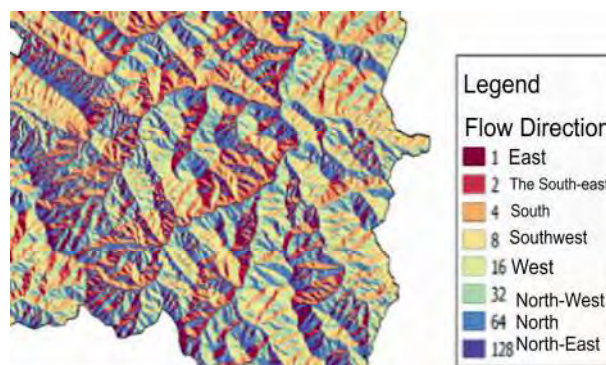 Legend
Flow Direction
1 East
2 The South-east
4 South
8 Southwest
16 West
32 North-West
64 North
128 North-East